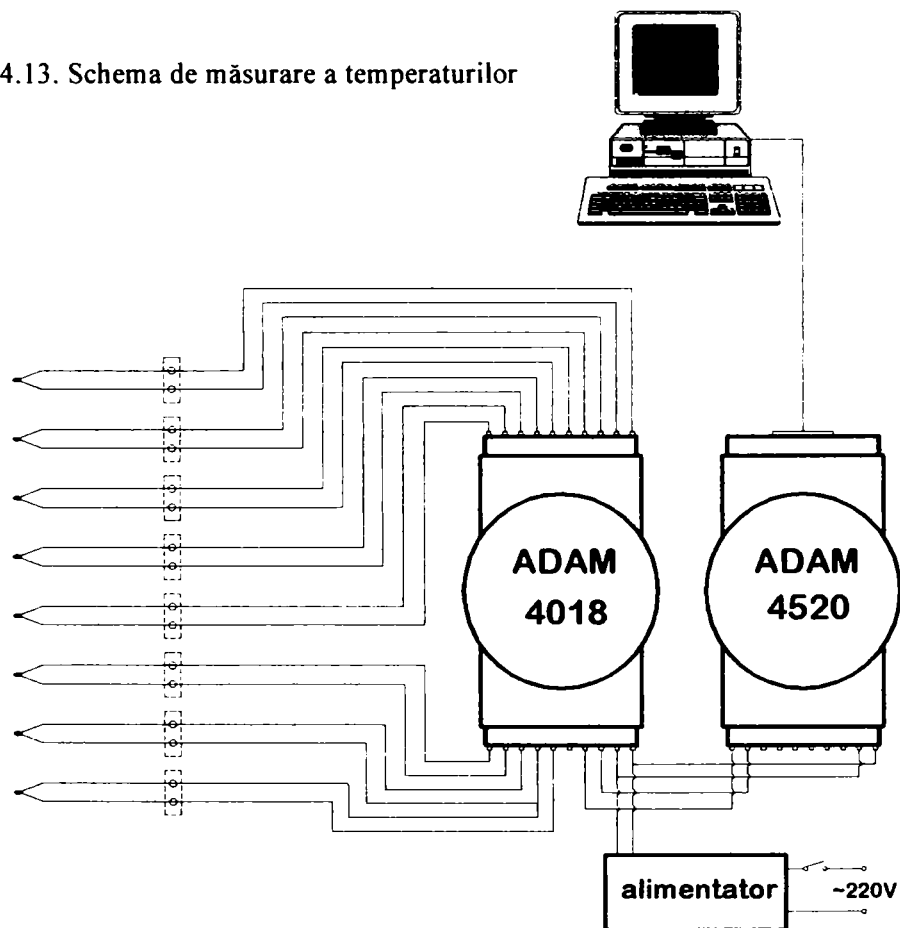 4.13. Schema de măsurare a temperaturilor
ADAM
4018
ADAM
4520
alimentator
~220V